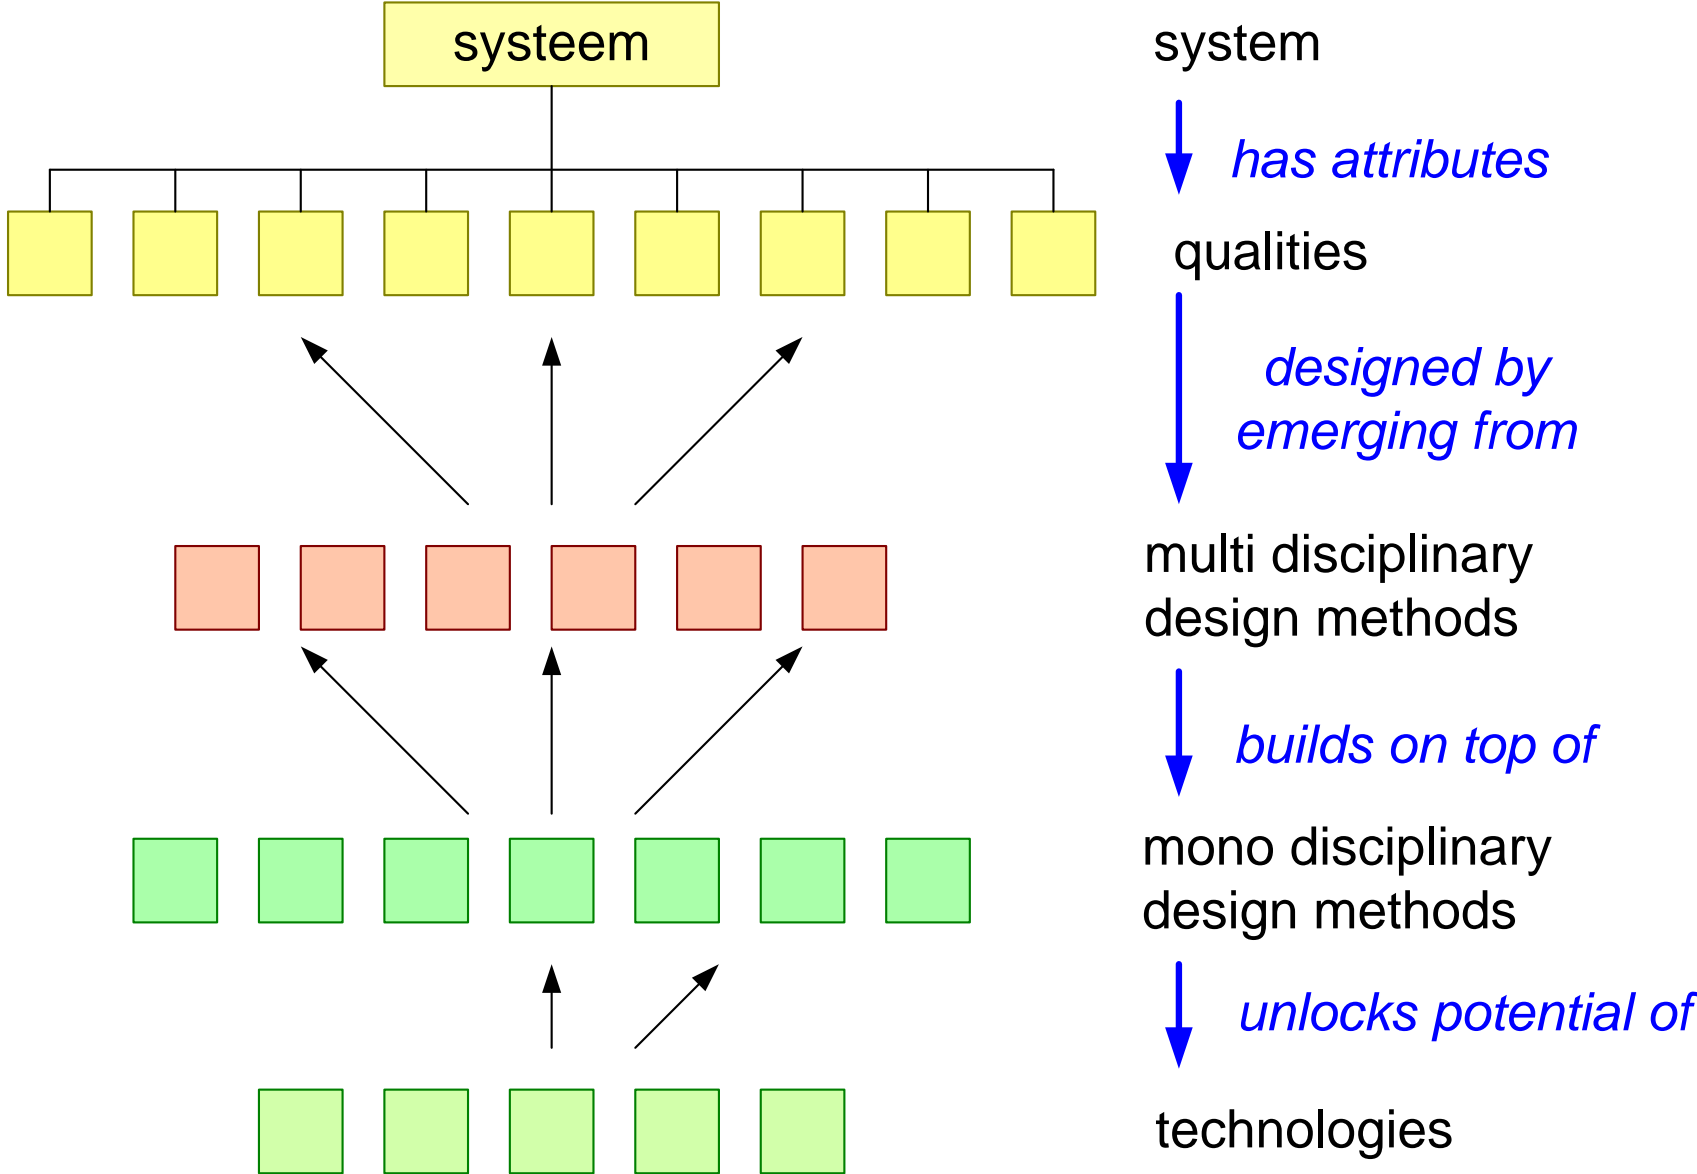 systeem
system
has attributes
qualities
designed by
emerging from
multi disciplinary
design methods
builds on top of
mono disciplinary
design methods
unlocks potential of
technologies